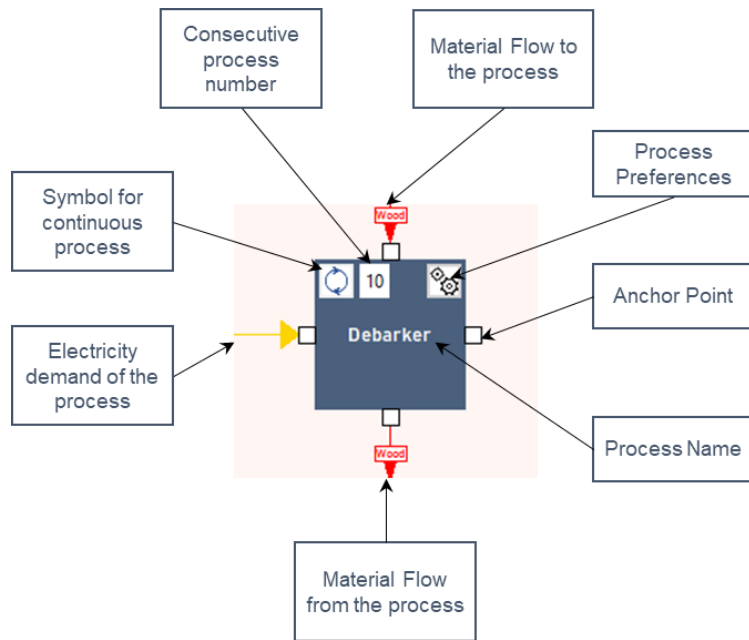 Consecutive
process
number
Material Flow to
the process
Process
Preferences
Symbol for
continuous
process
Wood
10
Anchor Point
Debarker
Electricity
demand of the
process
Process Name
Wood
Material Flow
from the process